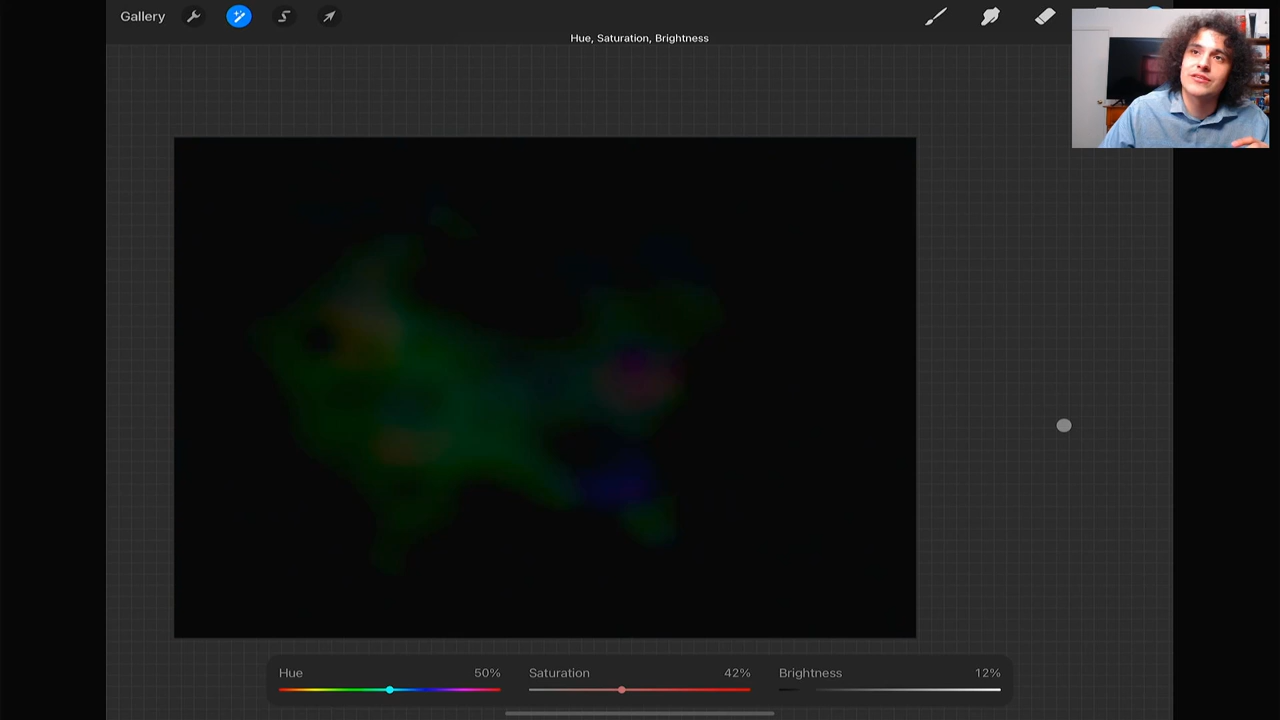 Gallery
Hue, Saturation, Brightness
Hue 50% Saturation 42% Brightness 12%